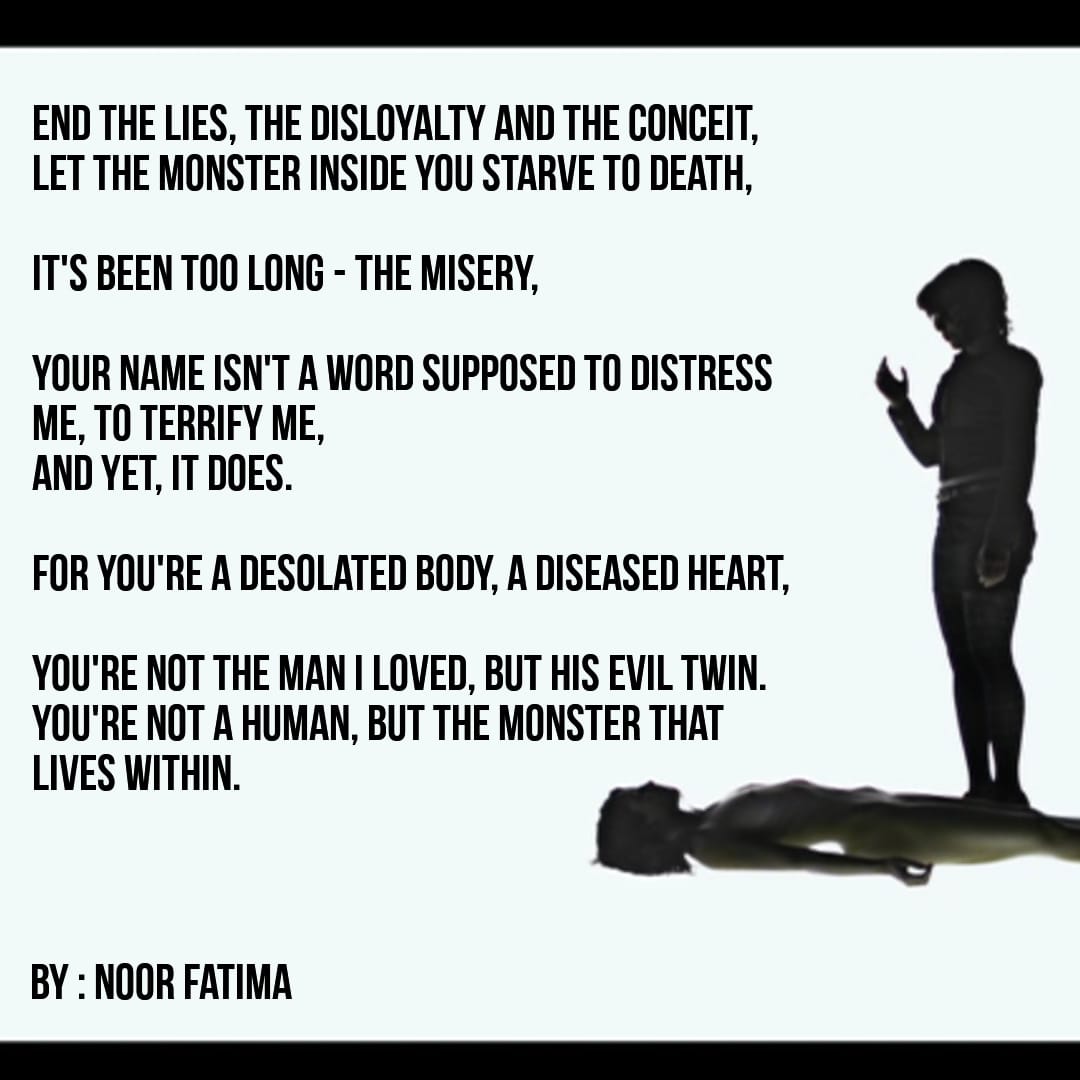 END THE LIES, THE DISLOYALTY AND THE CONCEIT,
LET THE MONSTER INSIDE YOU STARVE TO DEATH,
IT'S BEEN TOO LONG - THE MISERY,
YOUR NAME ISN'T A WORD SUPPOSED TO DISTRESS
ME, TO TERRIFY ME,
AND YET, IT DOES.
FOR YOU'RE A DESOLATED BODY, A DISEASED HEART,
YOU'RE NOT THE MAN I LOVED, BUT HIS EVIL TWIN.
YOU'RE NOT A HUMAN, BUT THE MONSTER THAT
LIVES WITHIN.
BY : NOOR FATIMA